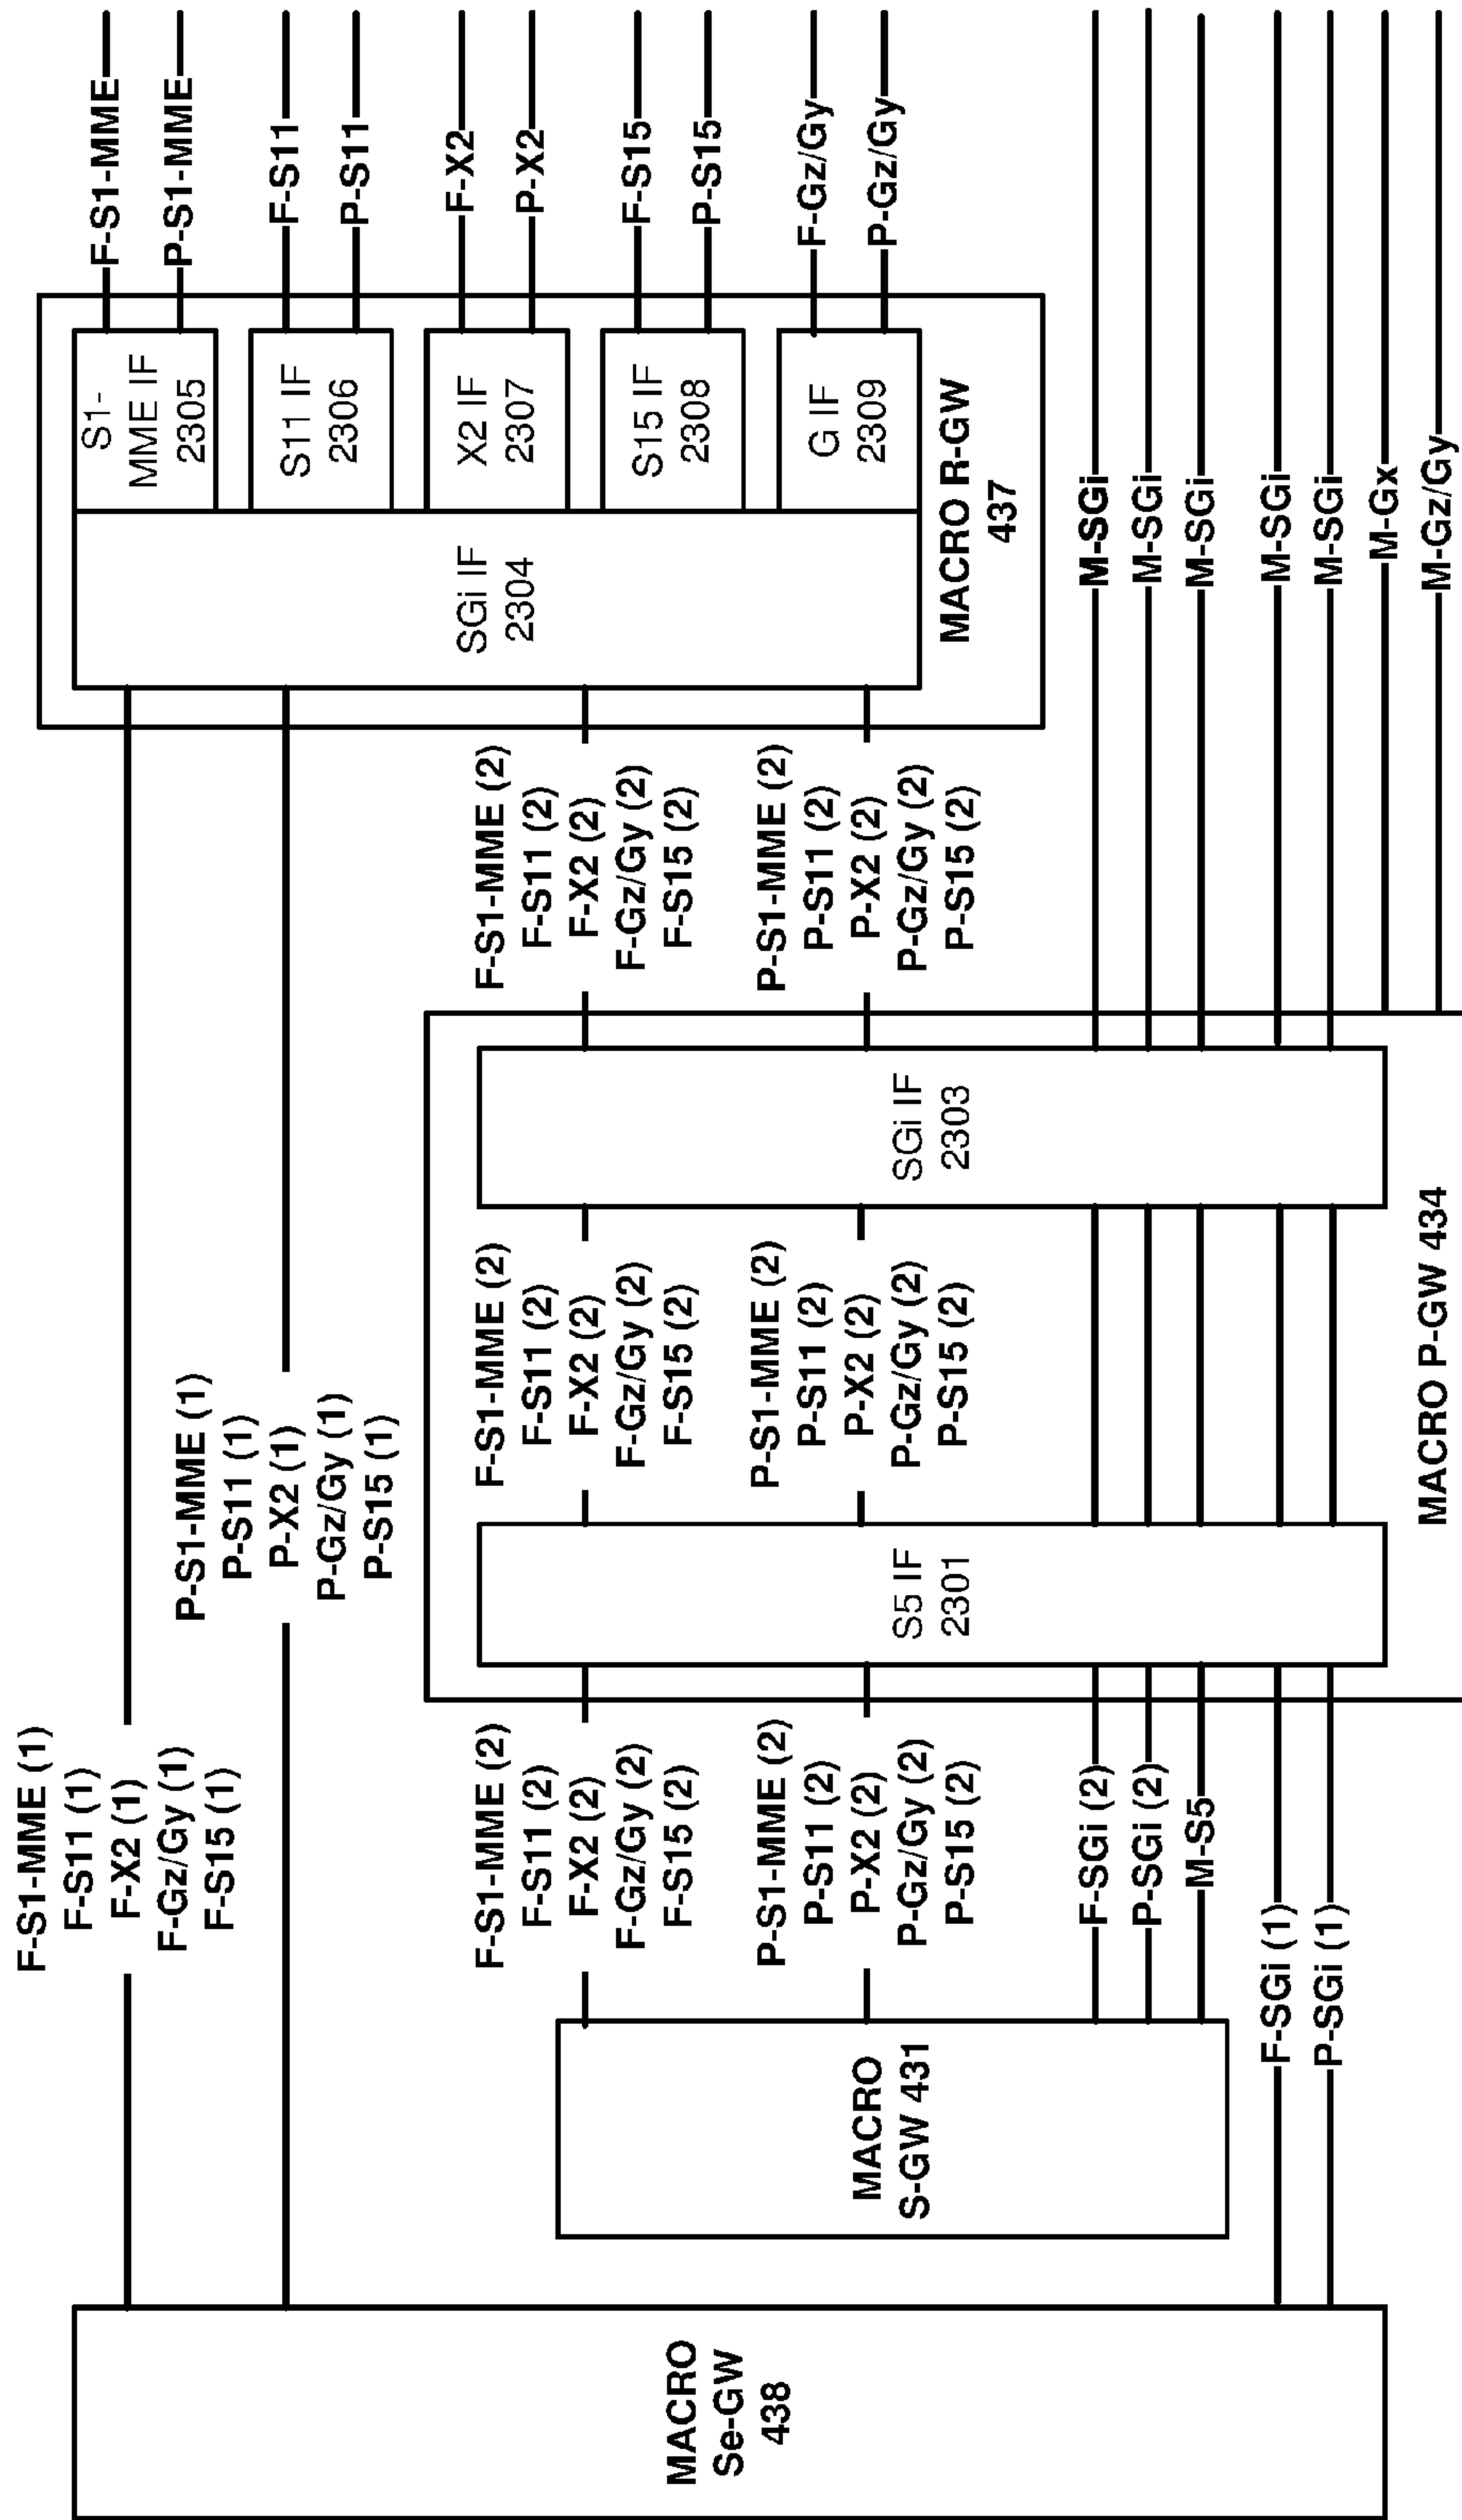 F-S1-MME (1)
F-S11 (1)
F-X2 (1)
F-Gz/Gy (1)
F-S15 (1)
P-S1-MME (1)
P-S11 (1)
P-X2 (1)
P-Gz/Gy (1)
P-S15 (1)
MACRO
Se-GW
438
MACRO
S-GW 431
F-S1-MME (2)
F-S11 (2)
F-X2 (2)
F-Gz/Gy (2)
F-S15 (2)
P-S1-MME (2)
P-S11 (2)
P-X2 (2)
P-Gz/Gy (2)
P-S15 (2)
F-SGi (2)
P-SGi (2)
M-S5
F-SGi (1)
P-SGi (1)
S5 IF
2301
F-S1-MME (2)
F-S11 (2)
F-X2 (2)
F-Gz/Gy (2)
F-S15 (2)
P-S1-MME (2)
P-S11 (2)
P-X2 (2)
P-Gz/Gy (2)
P-S15 (2)
SGi IF
2303
MACRO P-GW 434
F-S1-MME (2)
F-S11 (2)
F-X2 (2)
F-Gz/Gy (2)
F-S15 (2)
P-S1-MME (2)
P-S11 (2)
P-X2 (2)
P-Gz/Gy (2)
P-S15 (2)
SGi IF
2304
S1-
MME IF
2305
S11 IF
2306
X2 IF
2307
S15 IF
2308
G IF
2309
MACRO R-GW
437
F-S1-MME
P-S1-MME
F-S11
P-S11
F-X2
P-X2
F-S15
P-S15
F-Gz/Gy
P-Gz/Gy
M-SGi
M-SGi
M-SGi
M-SGi
M-SGi
M-Gx
M-Gz/Gy